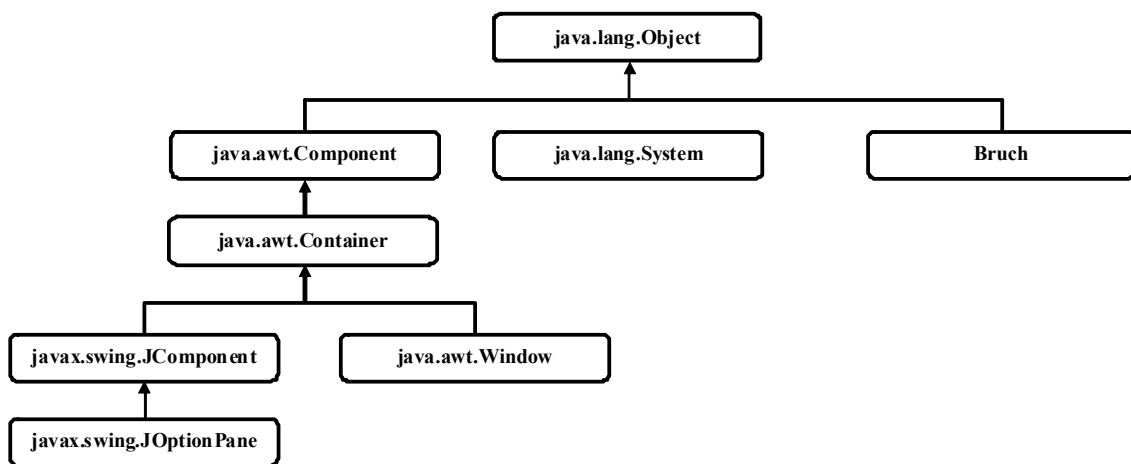 java.lang.Object
java.awt.Component
java.lang.System
Bruch
java.awt.Container
javax.swing.JComponent
java.awt.Window
javax.swing.JOptionPane